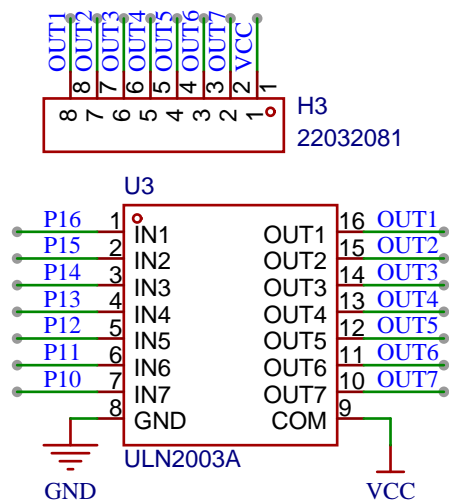 OUT1 OUT2 OUT3 OUT4 OUT5 OUT6 OUT7 VCC
8 7 6 5 4 3 2 1
8 7 6 5 4 3 2 1
H3
22032081
U3
P16 1 IN1 OUT1 16 OUT1
P15 2 IN2 OUT2 15 OUT2
P14 3 IN3 OUT3 14 OUT3
P13 4 IN4 OUT4 13 OUT4
P12 5 IN5 OUT5 12 OUT5
P11 6 IN6 OUT6 11 OUT6
P10 7 IN7 OUT7 10 OUT7
8 GND COM 9
ULN2003A
GND VCC